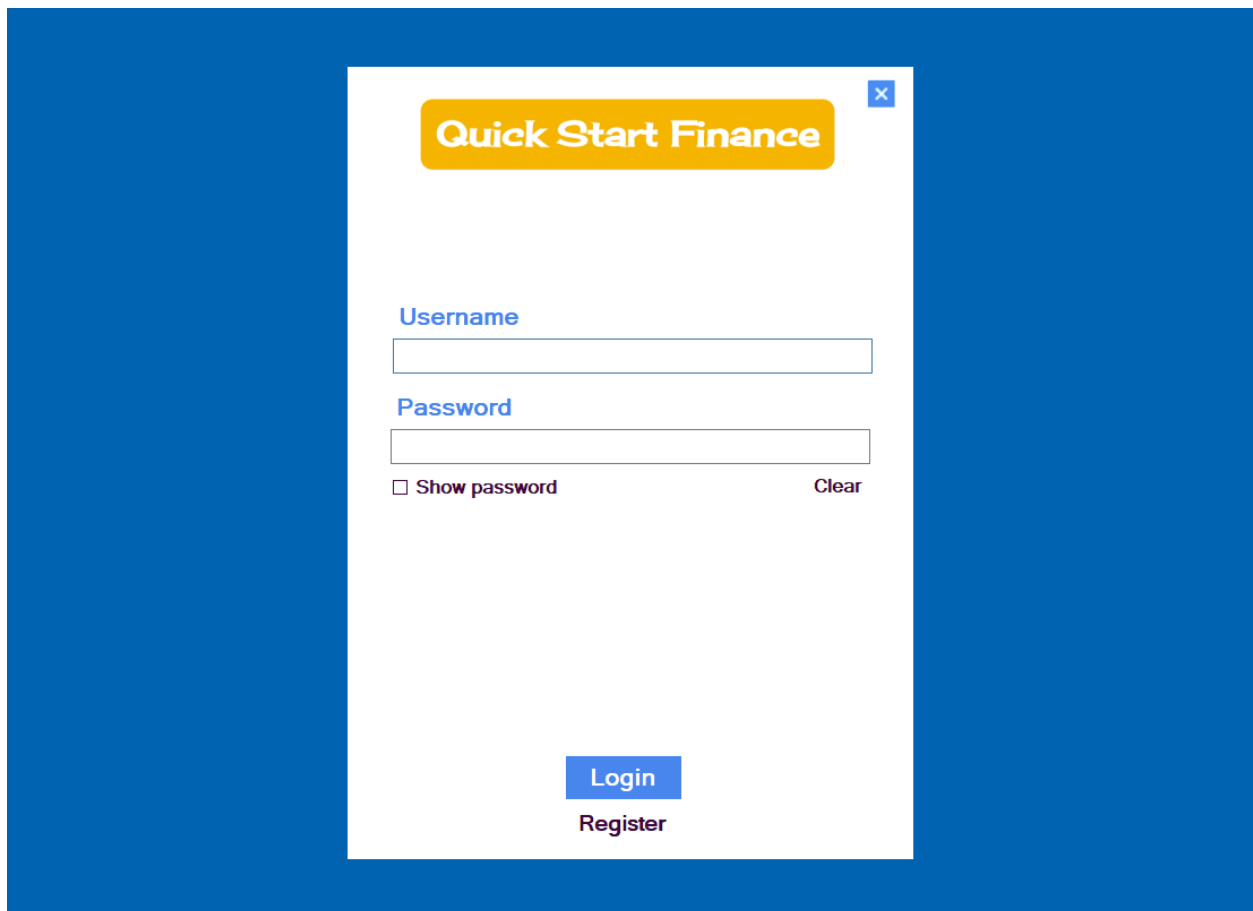 Quick Start Finance
Username
Password
Show password
Clear
Login
Register